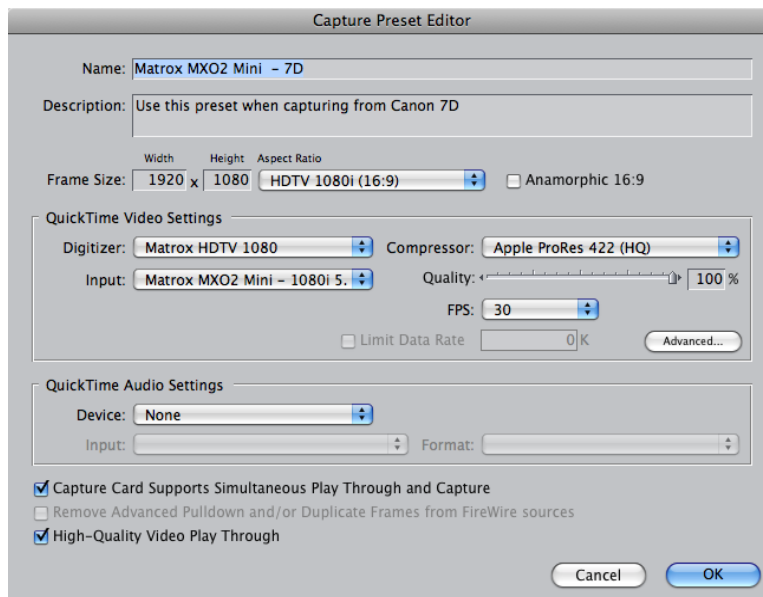 Capture Preset Editor
Name: Matrox MXO2 Mini – 7D
Description: Use this preset when capturing from Canon 7D
Width Height Aspect Ratio
Frame Size: 1920 x 1080 HDTV 1080i (16:9) Anamorphic 16:9
QuickTime Video Settings
Digitizer: Matrox HDTV 1080 Compressor: Apple ProRes 422 (HQ)
Input: Matrox MXO2 Mini – 1080i 5. Quality: 100 %
FPS: 30
Limit Data Rate 0 K Advanced...
QuickTime Audio Settings
Device: None
Input: Format:
Capture Card Supports Simultaneous Play Through and Capture
Remove Advanced Pulldown and/or Duplicate Frames from FireWire sources
High-Quality Video Play Through
Cancel OK